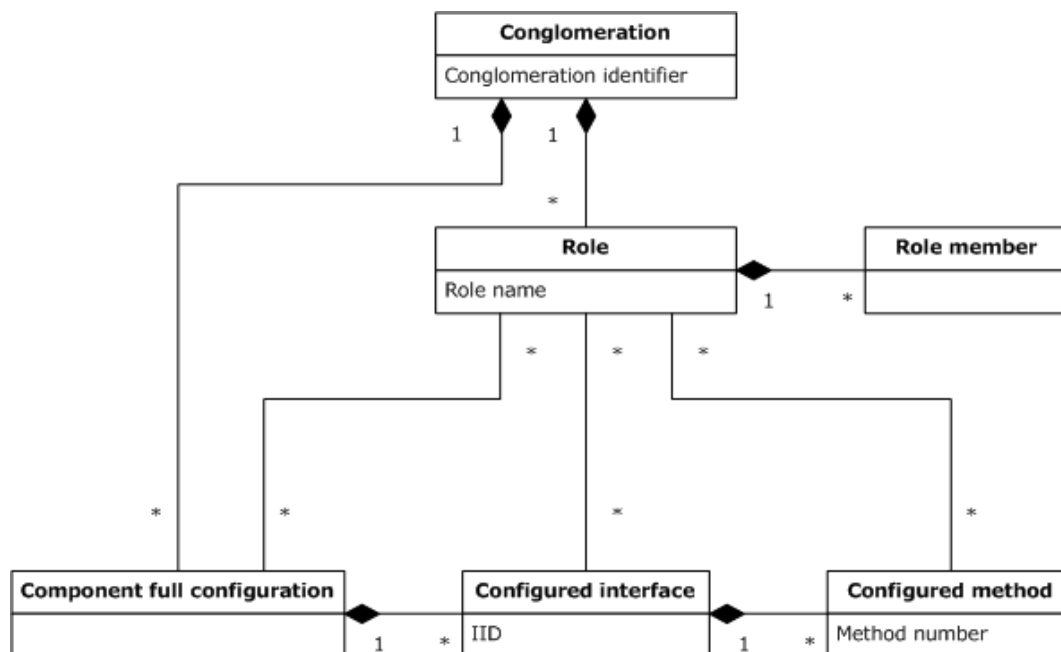 Conglomeration
Conglomeration identifier
1 1
*
Role
Role name
Role member
1 *
* * *
* * * *
Component full configuration
Configured interface
IID
Configured method
Method number
1 * 1 *